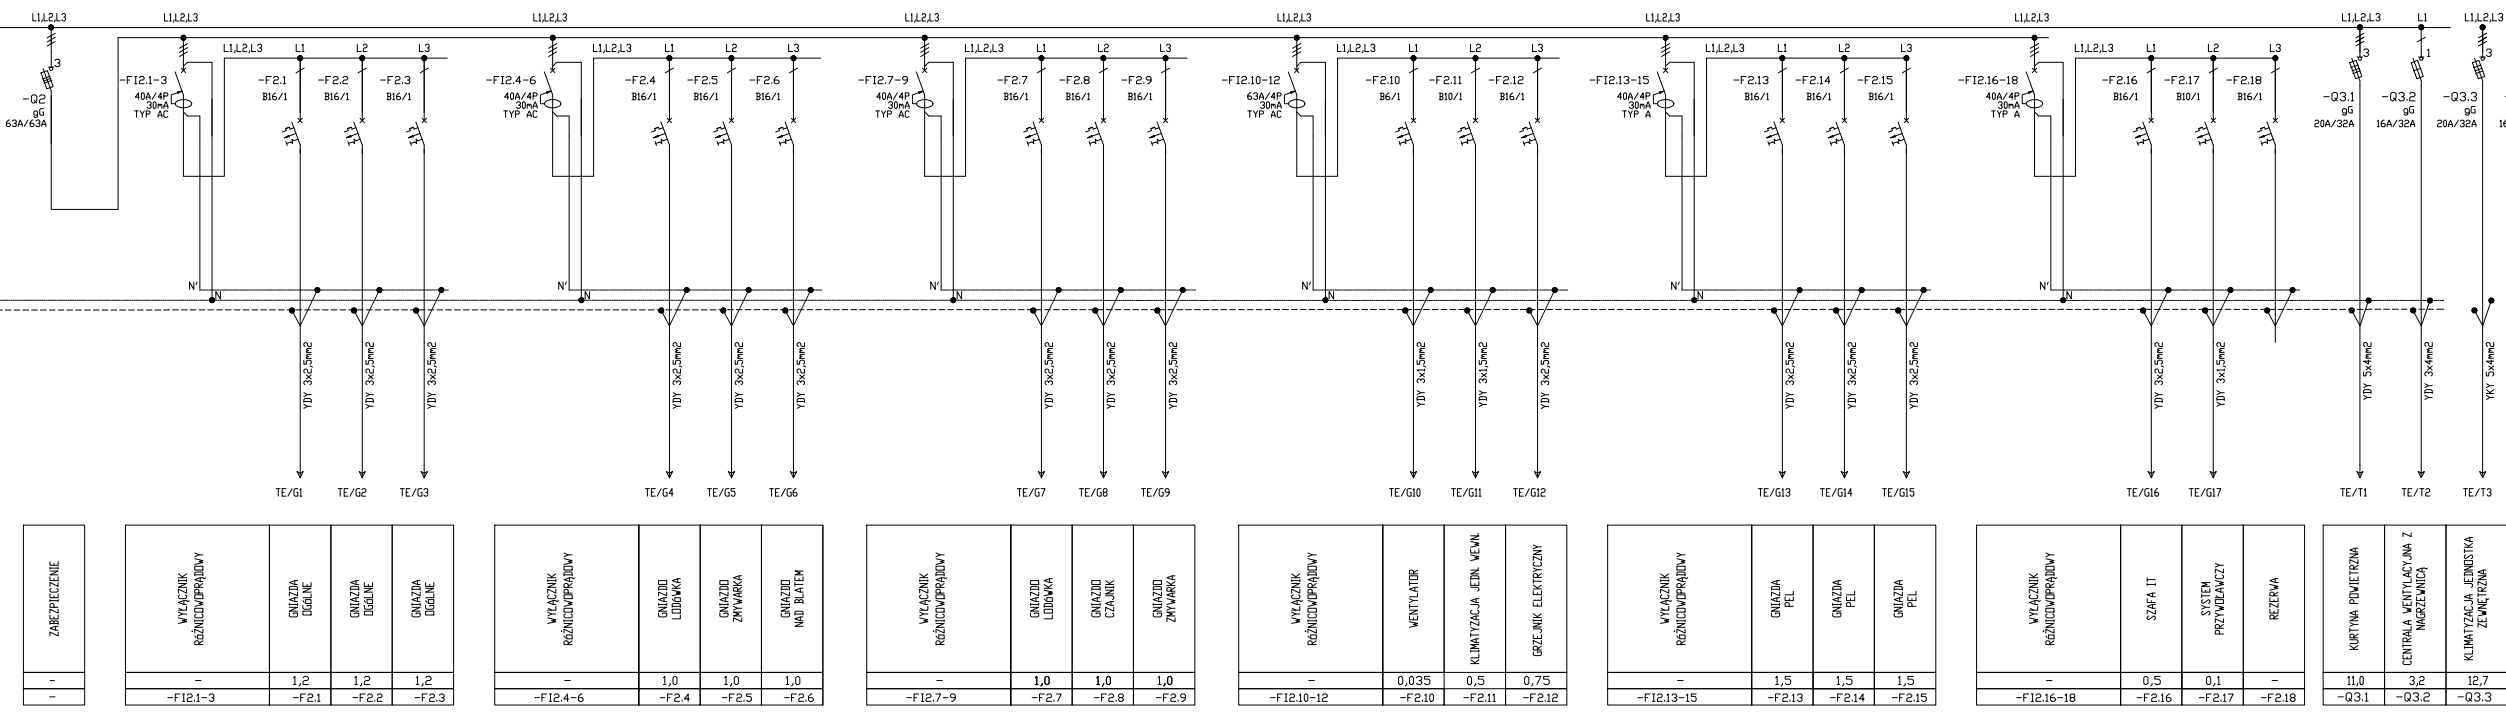 L1,L2,L3 L1,L2,L3 L1,L2,L3 L1,L2,L3 L1,L2,L3 L1,L2,L3 L1,L2,L3 L1,L2,L3 L1 L1,L2,L3
3
-Q2
gG
63A/63A
-FI2.1-3
40A/4P
30mA
TYP AC
L1,L2,L3 L1 L2 L3
-F2.1 -F2.2 -F2.3
B16/1 B16/1 B16/1
-FI2.4-6
40A/4P
30mA
TYP AC
L1,L2,L3 L1 L2 L3
-F2.4 -F2.5 -F2.6
B16/1 B16/1 B16/1
-FI2.7-9
40A/4P
30mA
TYP AC
L1,L2,L3 L1 L2 L3
-F2.7 -F2.8 -F2.9
B16/1 B16/1 B16/1
-FI2.10-12
63A/4P
30mA
TYP AC
L1,L2,L3 L1 L2 L3
-F2.10 -F2.11 -F2.12
B6/1 B10/1 B16/1
-FI2.13-15
40A/4P
30mA
TYP A
L1,L2,L3 L1 L2 L3
-F2.13 -F2.14 -F2.15
B16/1 B16/1 B16/1
-FI2.16-18
40A/4P
30mA
TYP A
L1,L2,L3 L1 L2 L3
-F2.16 -F2.17 -F2.18
B16/1 B10/1 B16/1
3 1 3
-Q3.1 -Q3.2 -Q3.3
gG gG gG
20A/32A 16A/32A 20A/32A 16
N' N' N' N' N' N'
N N N N N N
YDY 3x2,5mm2 YDY 3x2,5mm2 YDY 3x2,5mm2 YDY 3x2,5mm2 YDY 3x2,5mm2 YDY 3x2,5mm2 YDY 3x2,5mm2 YDY 3x2,5mm2 YDY 3x2,5mm2 YDY 3x1,5mm2 YDY 3x1,5mm2 YDY 3x2,5mm2 YDY 3x2,5mm2 YDY 3x2,5mm2 YDY 3x2,5mm2 YDY 3x2,5mm2 YDY 3x1,5mm2 YDY 5x4mm2 YDY 3x4mm2 YKY 5x4mm2
TE/G1 TE/G2 TE/G3 TE/G4 TE/G5 TE/G6 TE/G7 TE/G8 TE/G9 TE/G10 TE/G11 TE/G12 TE/G13 TE/G14 TE/G15 TE/G16 TE/G17 TE/T1 TE/T2 TE/T3
ZABEZPIECZENIE
WYŁĄCZNIK
RóŻNICOWOPRĄDOWY
GNIAZDA
OGóLNE
GNIAZDA
OGóLNE
GNIAZDA
OGóLNE
WYŁĄCZNIK
RóŻNICOWOPRĄDOWY
GNIAZDO
LODóWKA
GNIAZDO
ZMYWARKA
GNIAZDO
NAD BLATEM
WYŁĄCZNIK
RóŻNICOWOPRĄDOWY
GNIAZDO
LODóWKA
GNIAZDO
CZAJNIK
GNIAZDO
ZMYWARKA
WYŁĄCZNIK
RóŻNICOWOPRĄDOWY
WENTYLATOR
KLIMATYZACJA JEDN. WEWN.
GRZEJNIK ELEKTRYCZNY
WYŁĄCZNIK
RóŻNICOWOPRĄDOWY
GNIAZDA
PEL
GNIAZDA
PEL
GNIAZDA
PEL
WYŁĄCZNIK
RóŻNICOWOPRĄDOWY
SZAFA IT
SYSTEM
PRZYWOŁAWCZY
REZERWA
KURTYNA POWIETRZNA
CENTRALA WENTYLACYJNA Z
NAGRZEWNICĄ
KLIMATYZACJA JEDNOSTKA
ZEWNĘTRZNA
- - 1,2 1,2 1,2 - 1,0 1,0 1,0 - 1,0 1,0 1,0 - 0,035 0,5 0,75 - 1,5 1,5 1,5 - 0,5 0,1 - 11,0 3,2 12,7
- -FI2.1-3 -F2.1 -F2.2 -F2.3 -FI2.4-6 -F2.4 -F2.5 -F2.6 -FI2.7-9 -F2.7 -F2.8 -F2.9 -FI2.10-12 -F2.10 -F2.11 -F2.12 -FI2.13-15 -F2.13 -F2.14 -F2.15 -FI2.16-18 -F2.16 -F2.17 -F2.18 -Q3.1 -Q3.2 -Q3.3